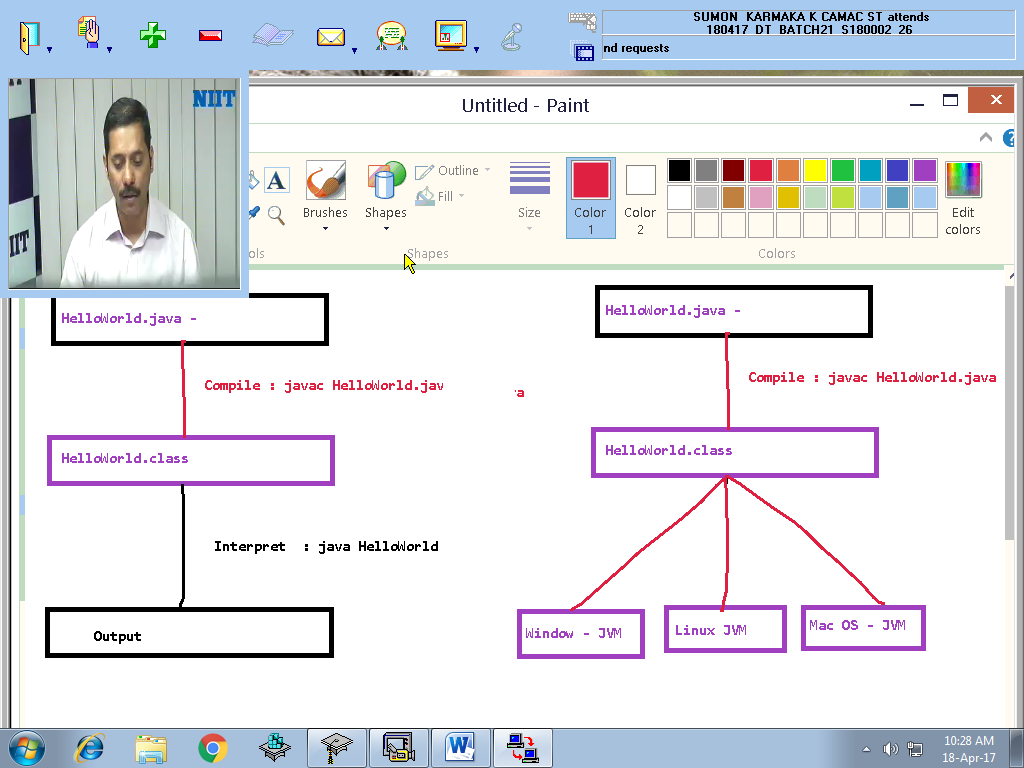 SUMON KARMAKA K CAMAC ST attends
180417 DT BATCH21 S180002 26
nd requests
NIIT
NIIT
Untitled - Paint
A
Brushes
Shapes
Outline
Fill
Size
Color 1
Color 2
Edit colors
ols
Shapes
Colors
HelloWorld.java -
HelloWorld.java -
Compile : javac HelloWorld.jav
va
Compile : javac HelloWorld.java
HelloWorld.class
HelloWorld.class
Interpret : java HelloWorld
Output
Window - JVM
Linux JVM
Mac OS - JVM
10:28 AM
18-Apr-17